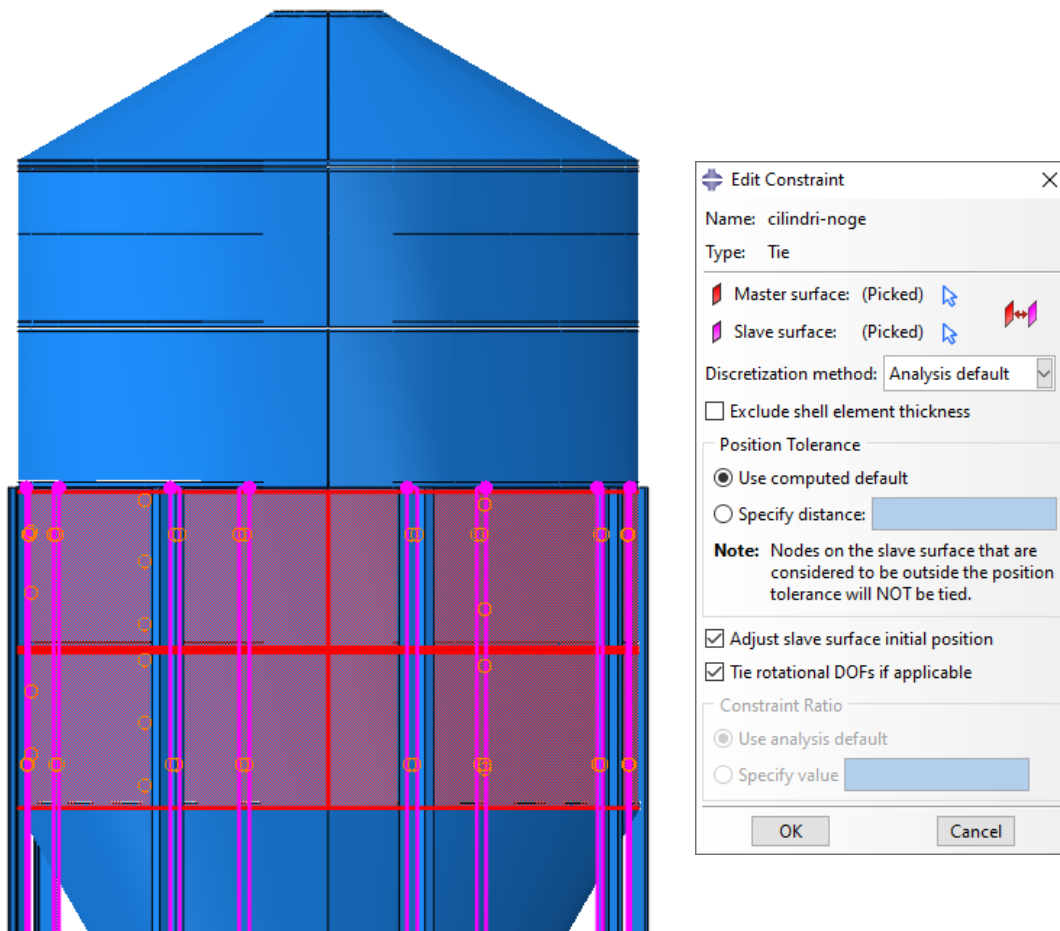 Edit Constraint
Name: cilindri-noge
Type: Tie
Master surface: (Picked)
Slave surface: (Picked)
Discretization method: Analysis default
Exclude shell element thickness
Position Tolerance
Use computed default
Specify distance:
Note: Nodes on the slave surface that are
considered to be outside the position
tolerance will NOT be tied.
Adjust slave surface initial position
Tie rotational DOFs if applicable
Constraint Ratio
Use analysis default
Specify value
OK Cancel